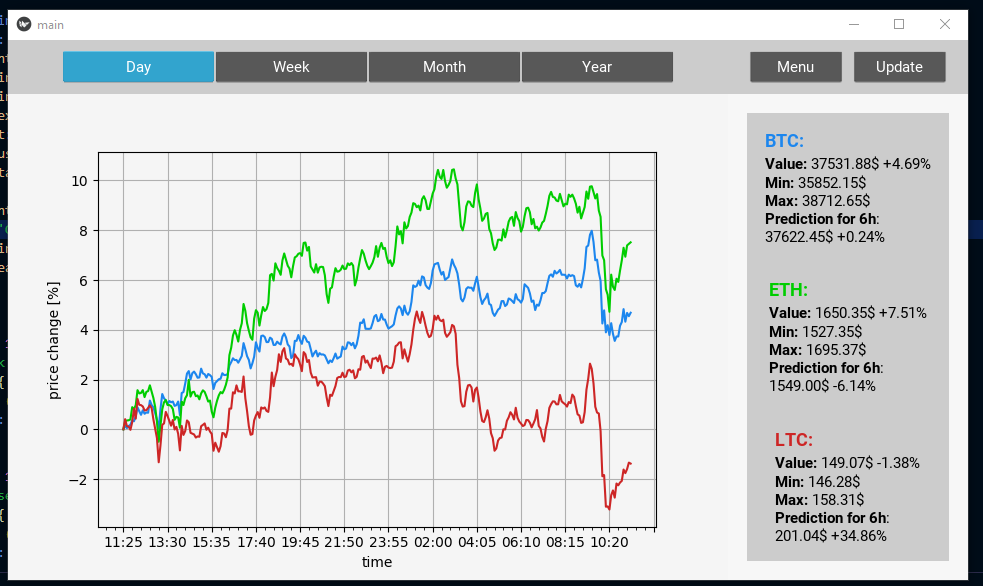 main
Day Week Month Year Menu Update
BTC:
Value: 37531.88$ +4.69%
Min: 35852.15$
Max: 38712.65$
Prediction for 6h:
37622.45$ +0.24%
ETH:
Value: 1650.35$ +7.51%
Min: 1527.35$
Max: 1695.37$
Prediction for 6h:
1549.00$ -6.14%
LTC:
Value: 149.07$ -1.38%
Min: 146.28$
Max: 158.31$
Prediction for 6h:
201.04$ +34.86%
price change [%]
10
8
6
4
2
0
−2
11:25 13:30 15:35 17:40 19:45 21:50 23:55 02:00 04:05 06:10 08:15 10:20
time